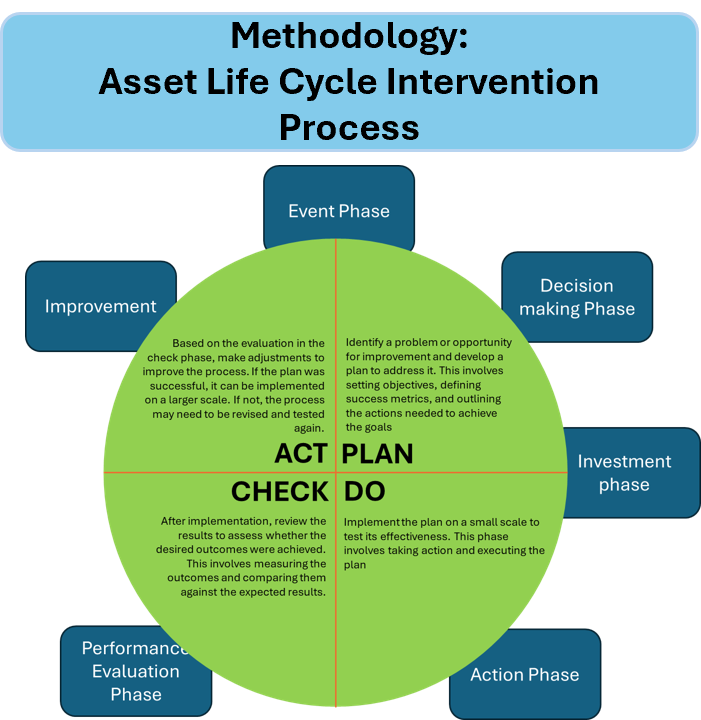 Methodology:
Asset Life Cycle Intervention
Process
Event Phase
Decision
making Phase
Improvement
Based on the evaluation in the
check phase, make adjustments to
improve the process. If the plan was
successful, it can be implemented
on a larger scale. If not, the process
may need to be revised and tested
again.
ACT
Identify a problem or opportunity
for improvement and develop a
plan to address it. This involves
setting objectives, defining
success metrics, and outlining
the actions needed to achieve
the goals
PLAN
Investment
phase
CHECK
After implementation, review the
results to assess whether the
desired outcomes were achieved.
This involves measuring the
outcomes and comparing them
against the expected results.
DO
Implement the plan on a small scale to
test its effectiveness. This phase
involves taking action and executing the
plan
Performance
Evaluation
Phase
Action Phase